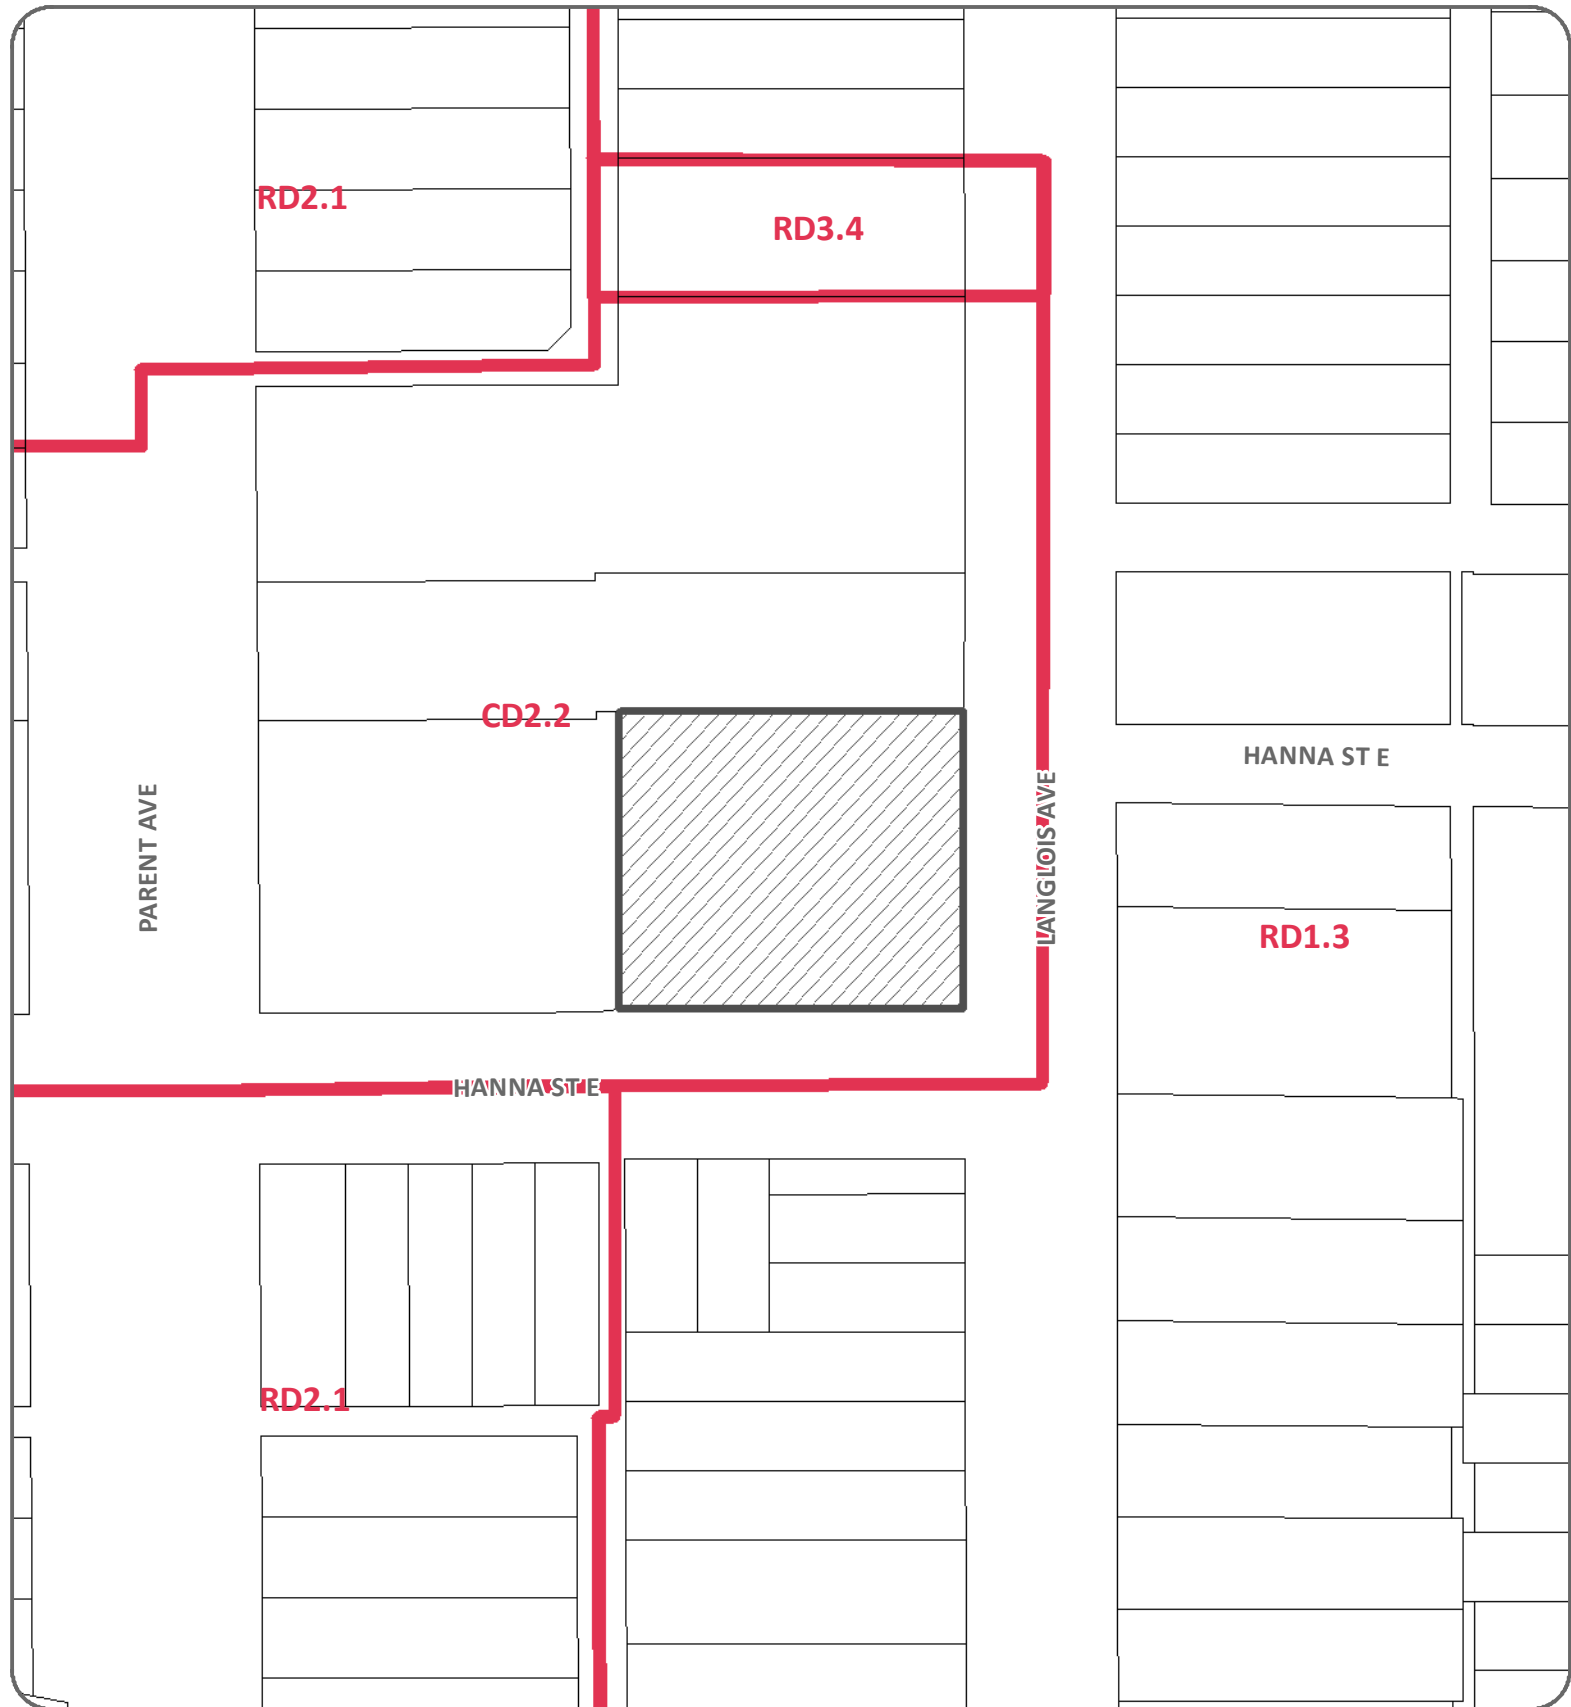 RD2.1
RD3.4
CD2.2
HANNA ST E
PARENT AVE
LANGLOIS AVE
RD1.3
HANNA ST E
RD2.1